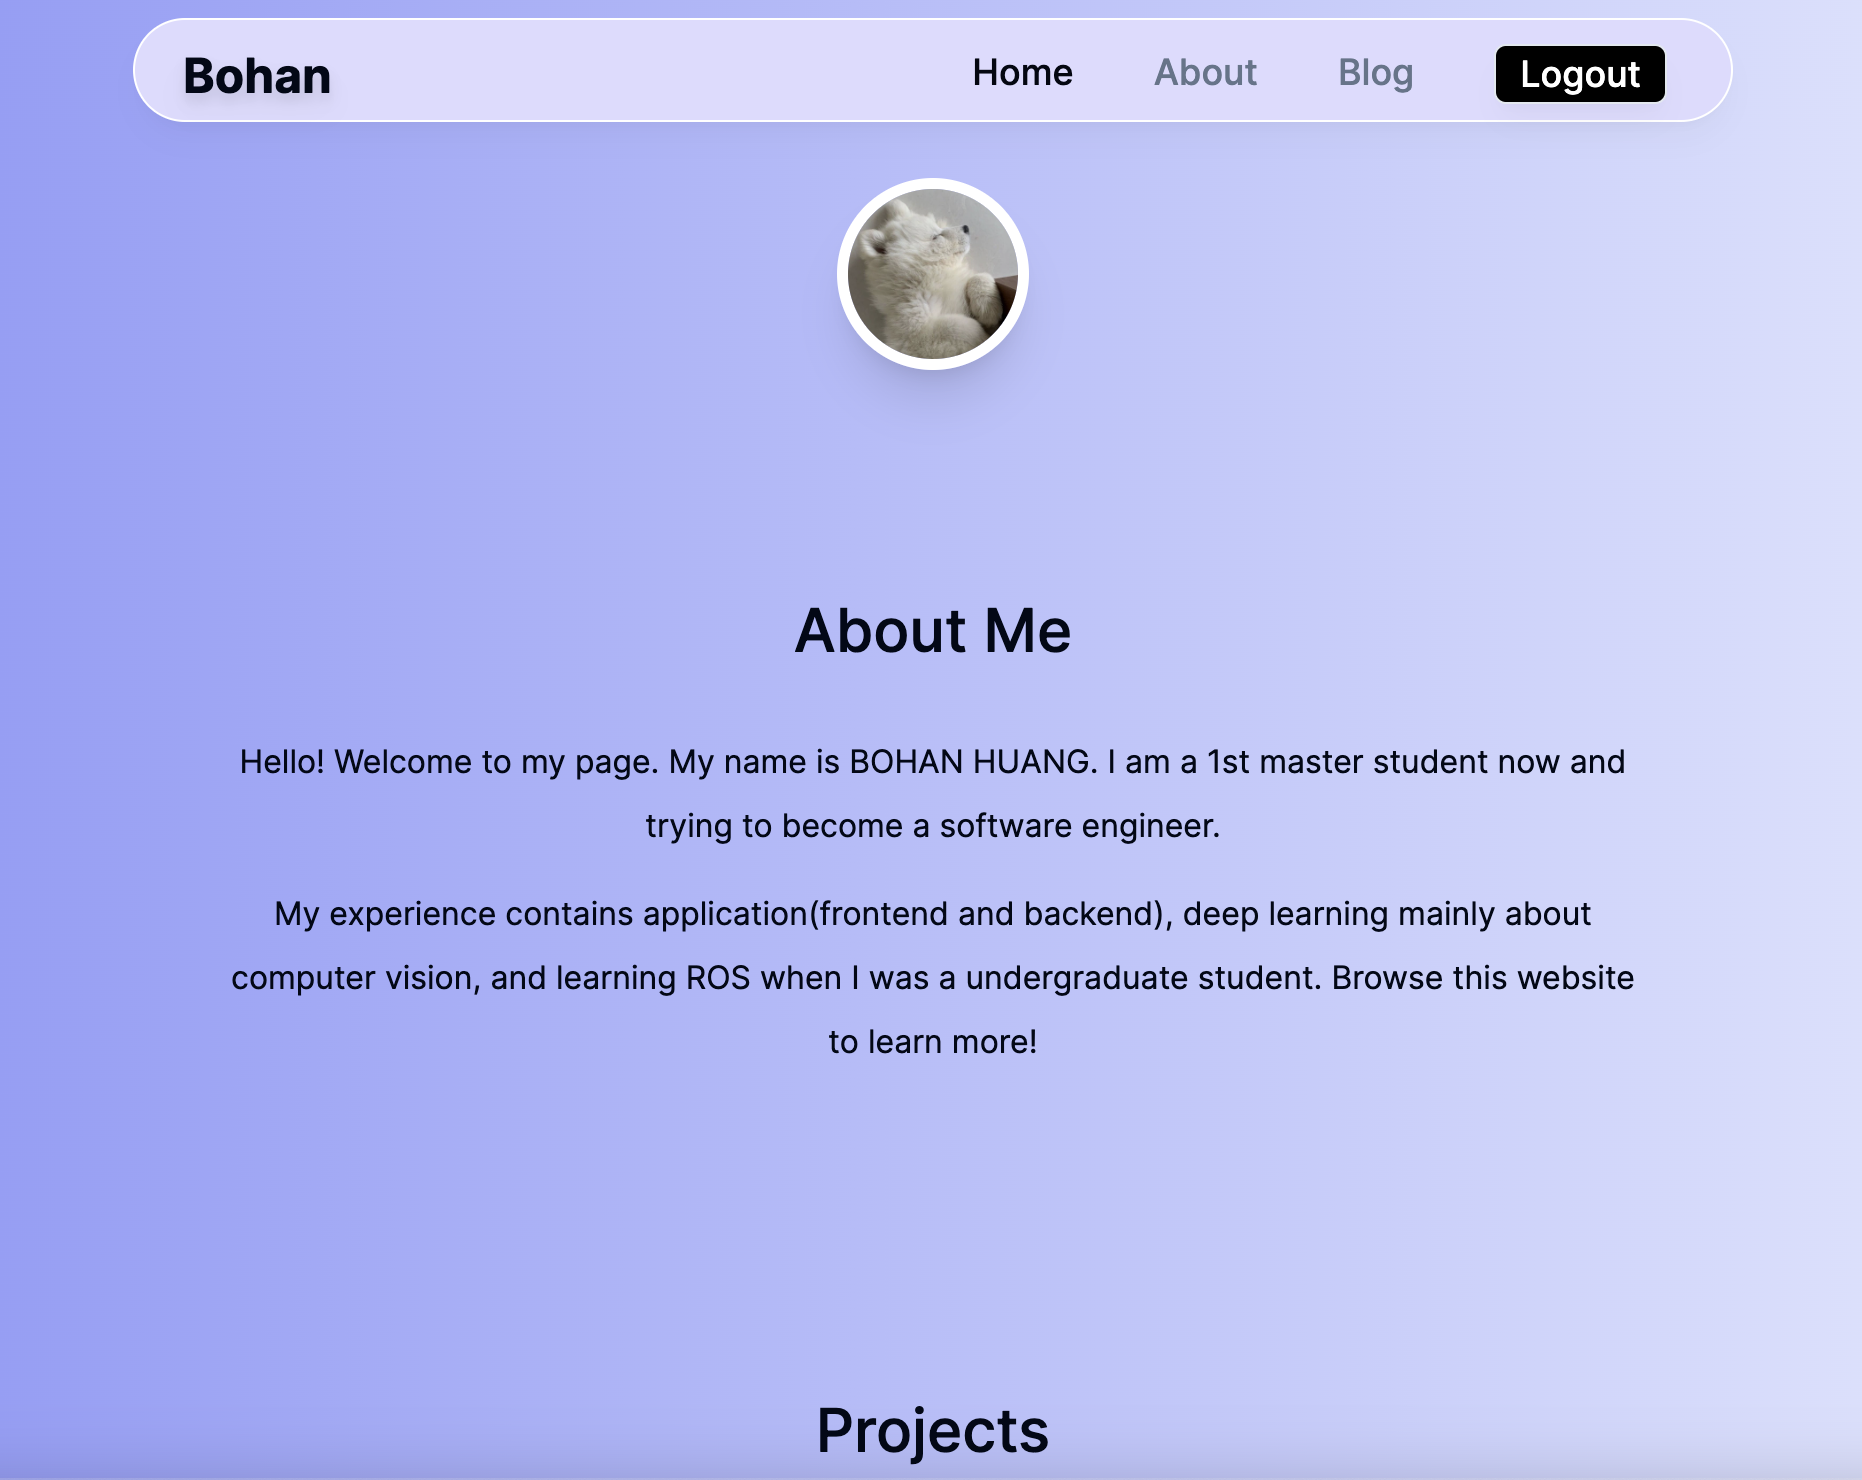 Bohan
Home About Blog Logout
About Me
Hello! Welcome to my page. My name is BOHAN HUANG. I am a 1st master student now and
trying to become a software engineer.
My experience contains application(frontend and backend), deep learning mainly about
computer vision, and learning ROS when I was a undergraduate student. Browse this website
to learn more!
Projects